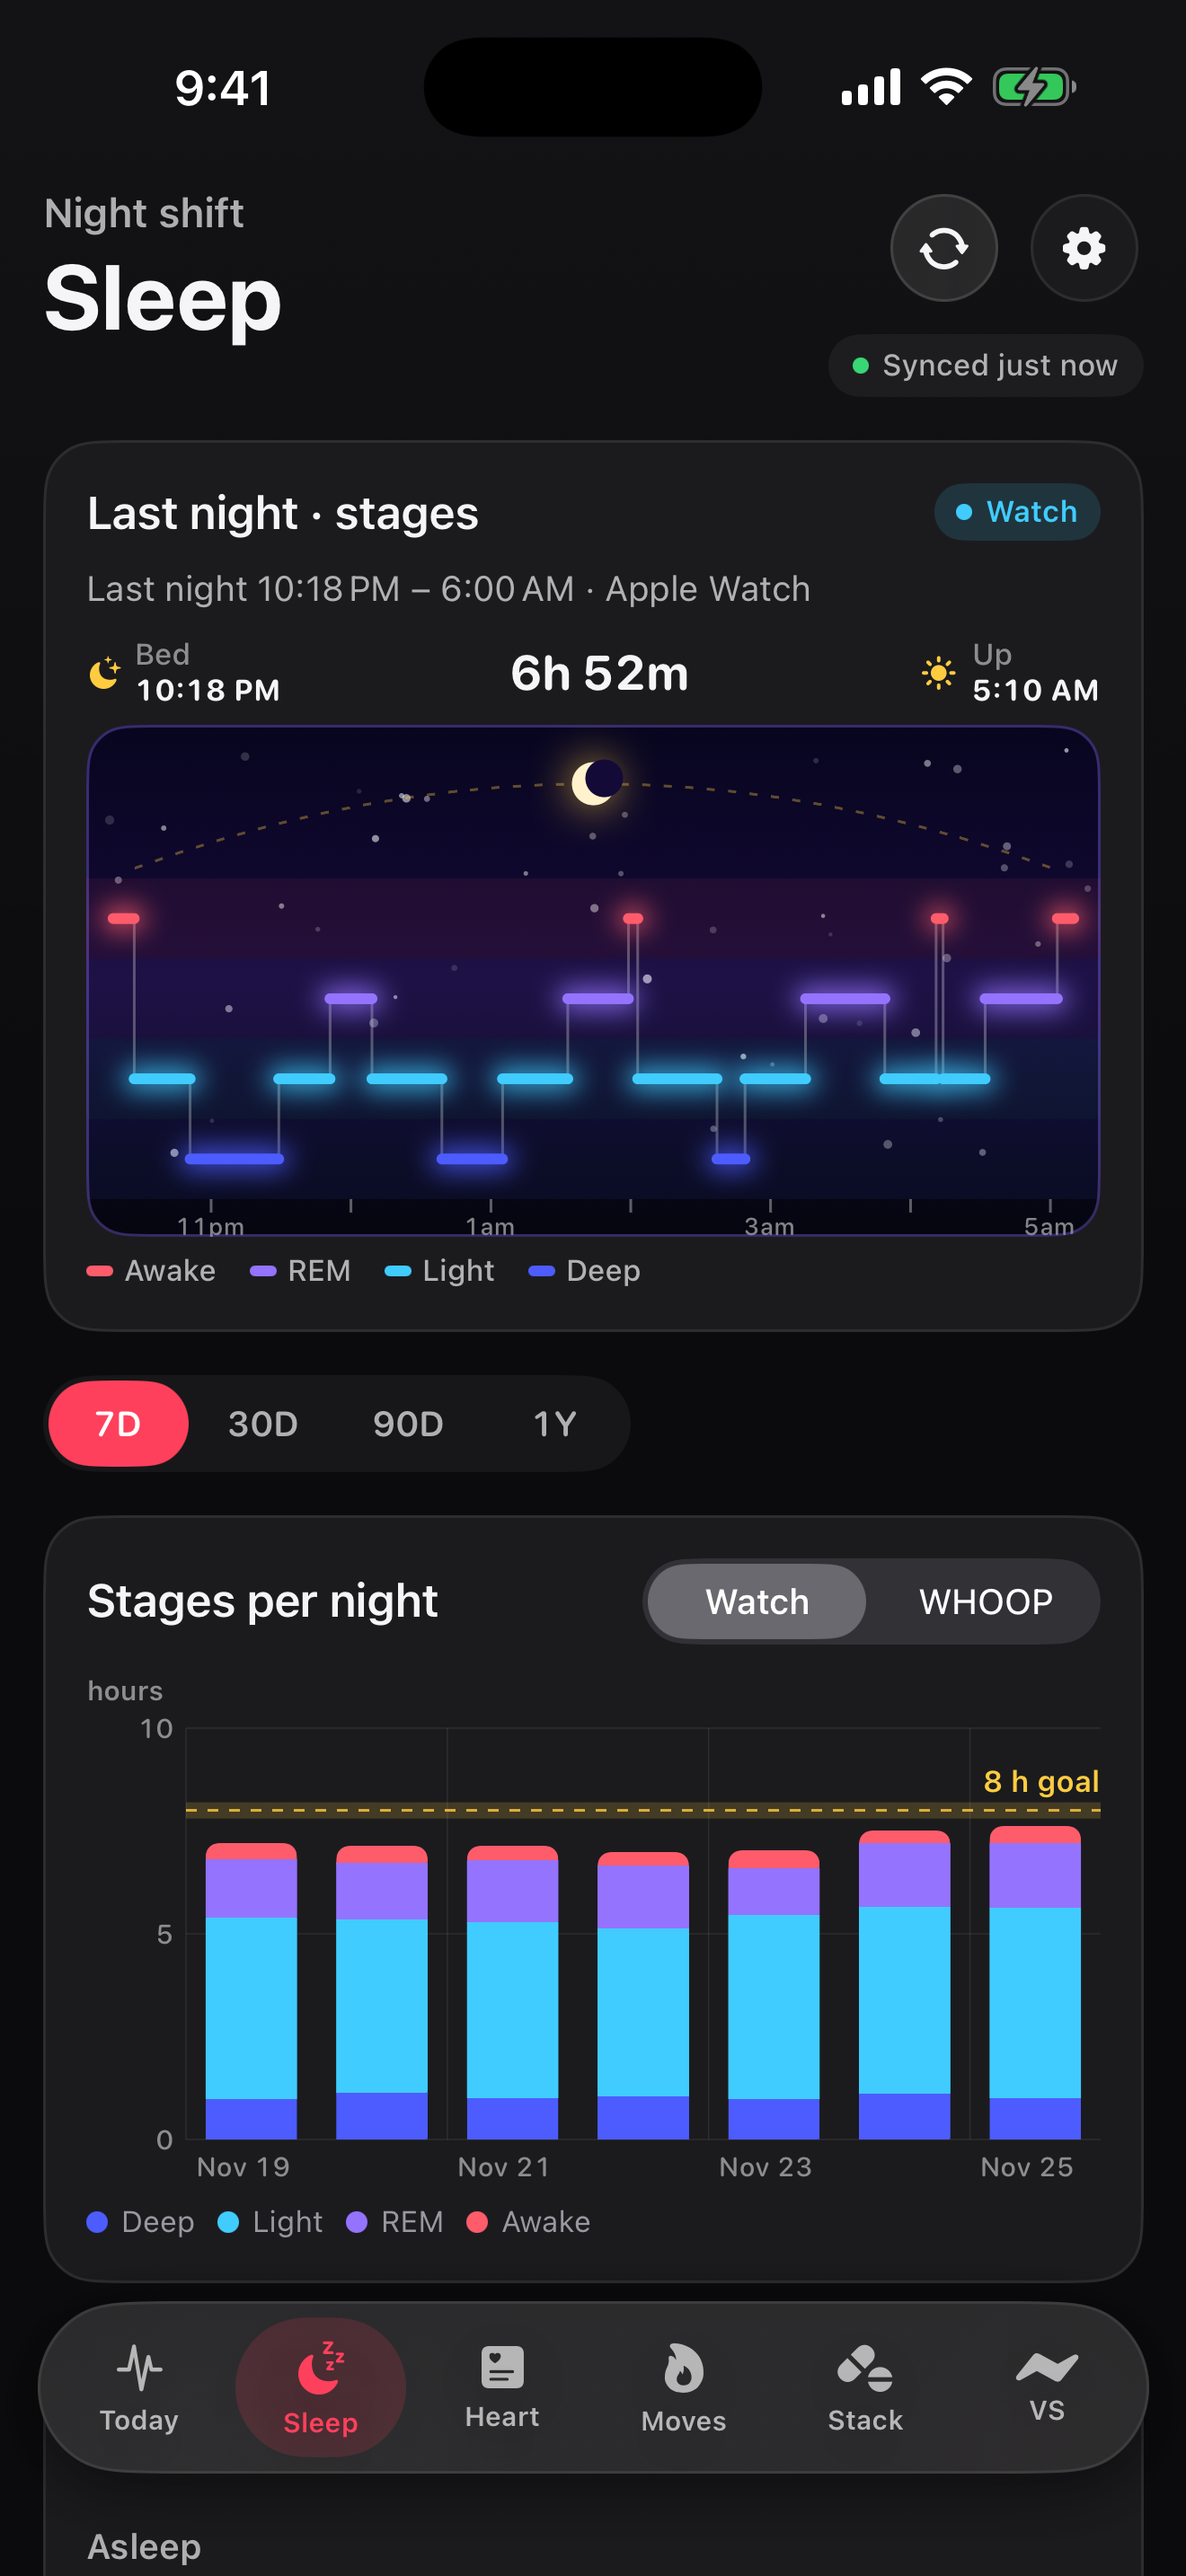 9:41
Night shift
Sleep
Synced just now
Last night · stages
Watch
Last night 10:18 PM – 6:00 AM · Apple Watch
Bed
10:18 PM
6h 52m
Up
5:10 AM
11pm 1am 3am 5am
Awake REM Light Deep
7D 30D 90D 1Y
Stages per night
Watch WHOOP
hours
10
8 h goal
5
0
Nov 19 Nov 21 Nov 23 Nov 25
Deep Light REM Awake
Today Sleep Heart Moves Stack VS
Asleep